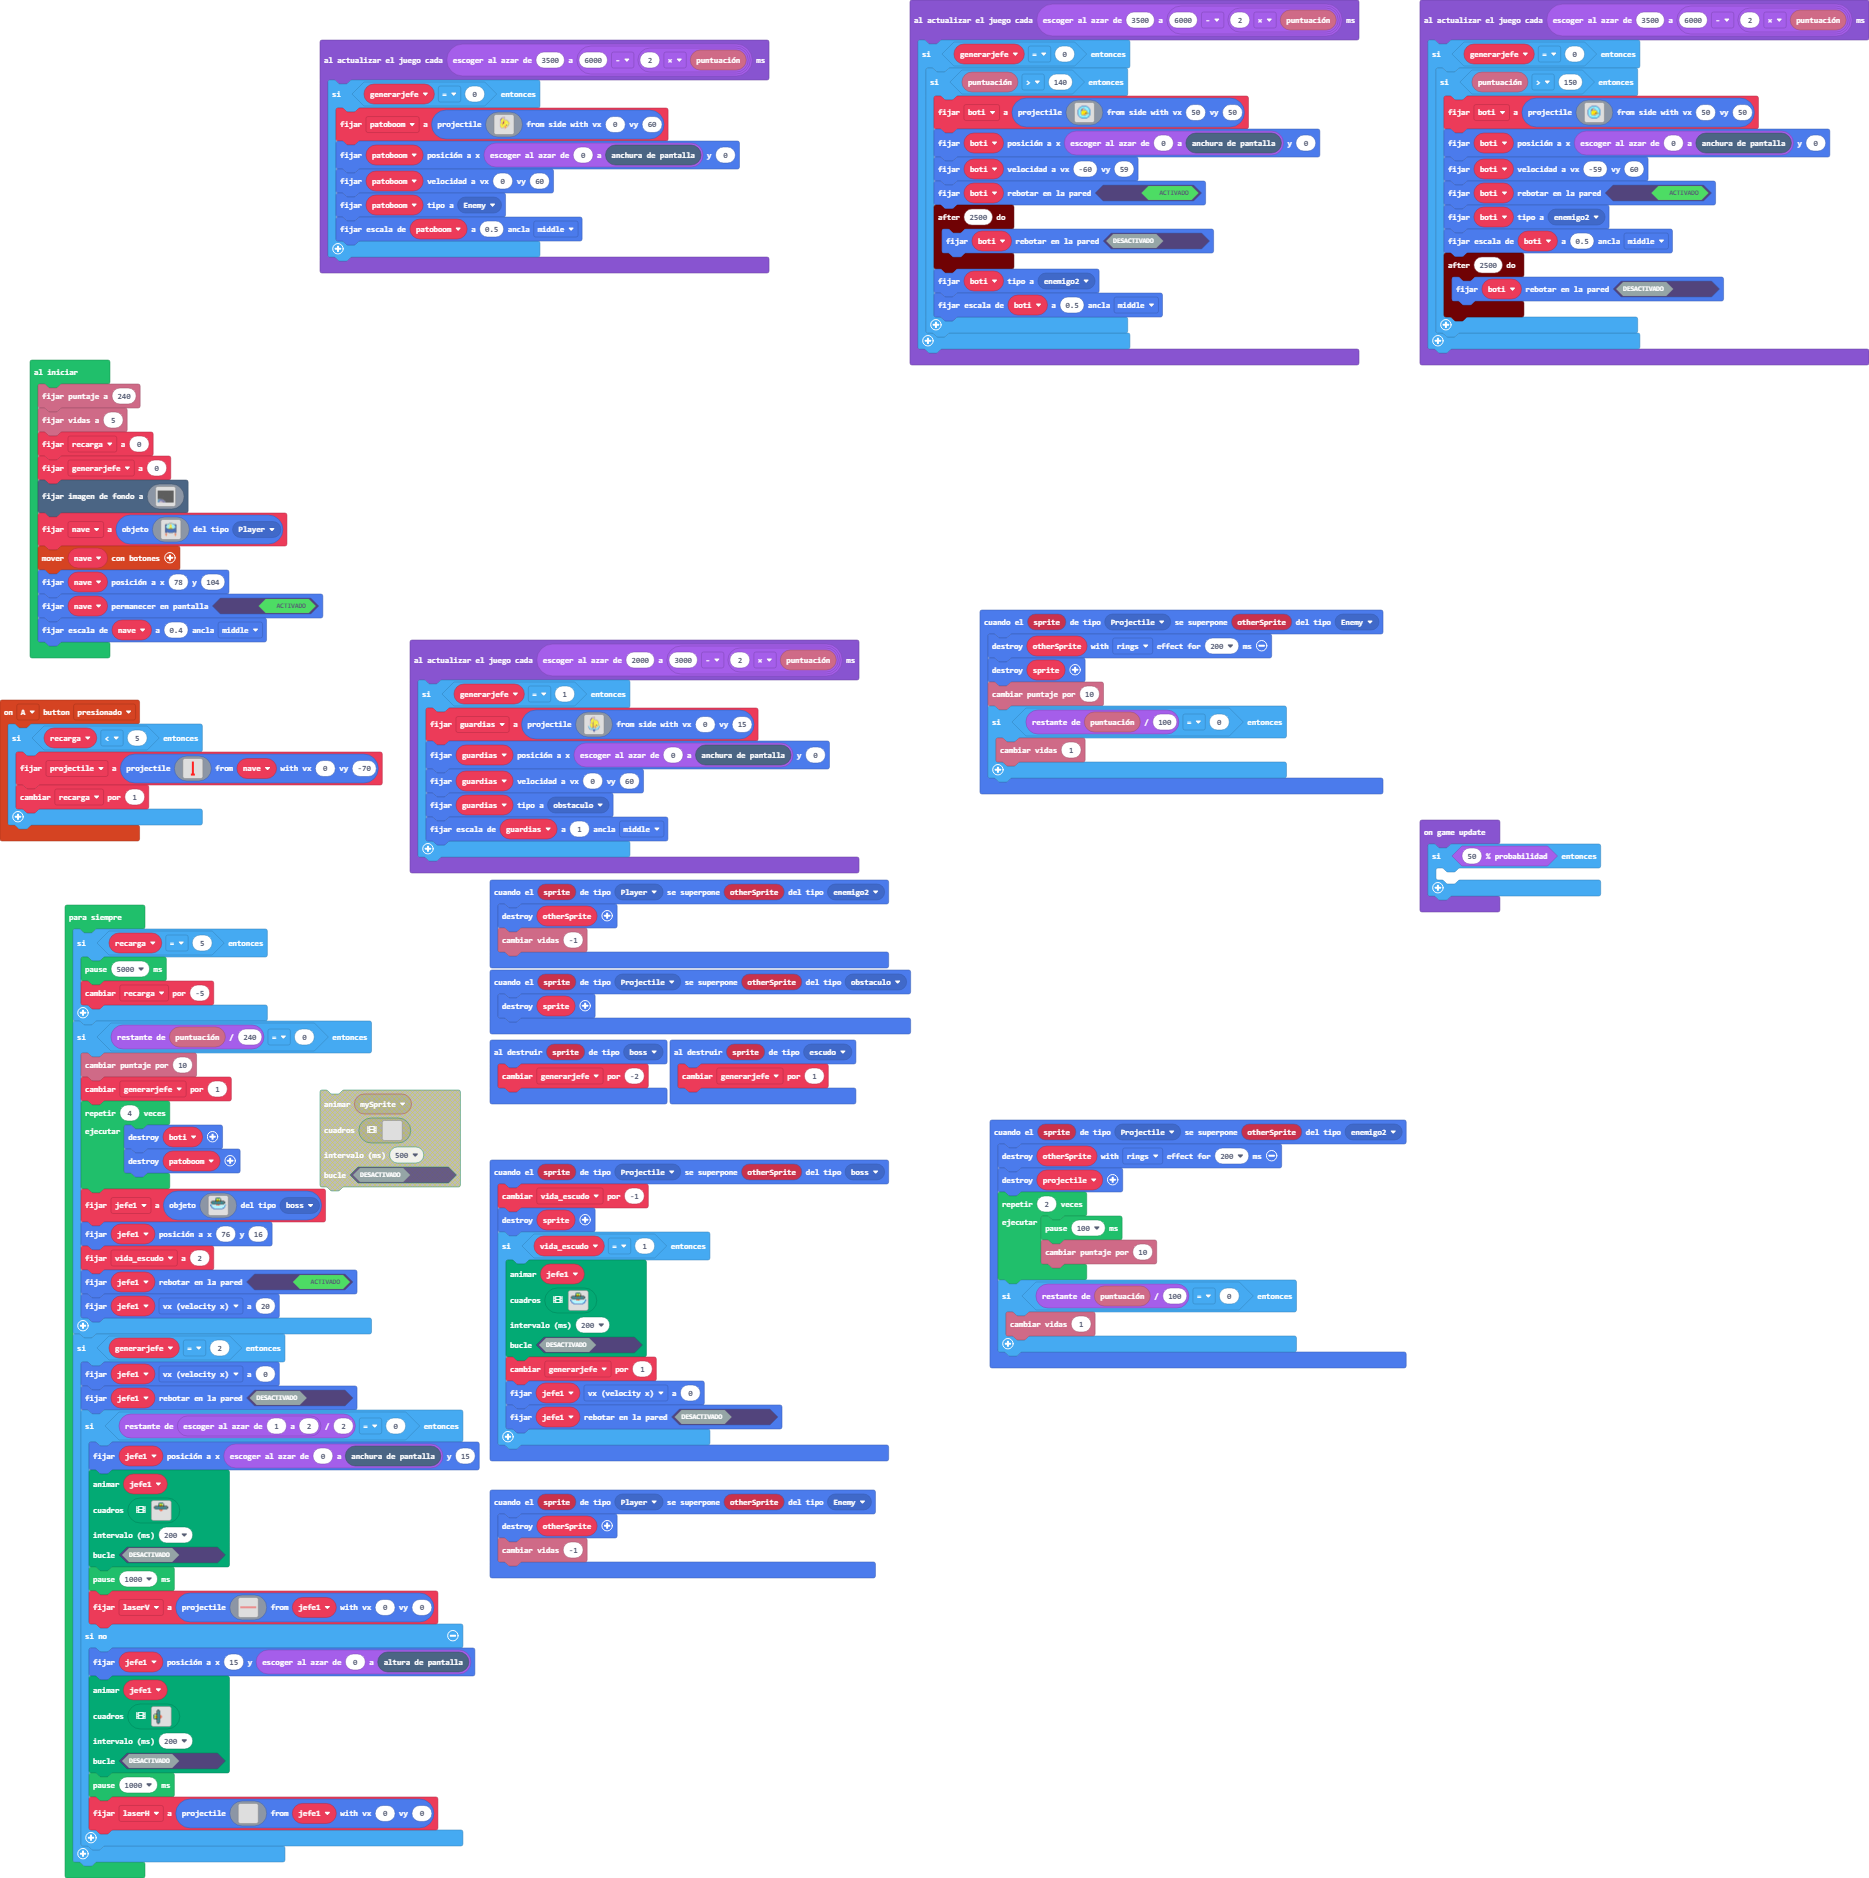 al actualizar el juego cada escoger al azar de 3500 a 6000 - 2 × puntuación ms
si generarjefe = 0 entonces
fijar patoboom a projectile from side with vx 0 vy 60
fijar patoboom posición a x escoger al azar de 0 a anchura de pantalla y 0
fijar patoboom velocidad a vx 0 vy 60
fijar patoboom tipo a Enemy
fijar escala de patoboom a 0.5 ancla middle
al actualizar el juego cada escoger al azar de 3500 a 6000 - 2 × puntuación ms
si generarjefe = 0 entonces
si puntuación > 140 entonces
fijar boti a projectile from side with vx 50 vy 50
fijar boti posición a x escoger al azar de 0 a anchura de pantalla y 0
fijar boti velocidad a vx -60 vy 59
fijar boti rebotar en la pared ACTIVADO
after 2500 do
fijar boti rebotar en la pared DESACTIVADO
fijar boti tipo a enemigo2
fijar escala de boti a 0.5 ancla middle
al actualizar el juego cada escoger al azar de 3500 a 6000 - 2 × puntuación ms
si generarjefe = 0 entonces
si puntuación > 150 entonces
fijar boti a projectile from side with vx 50 vy 50
fijar boti posición a x escoger al azar de 0 a anchura de pantalla y 0
fijar boti velocidad a vx -59 vy 60
fijar boti rebotar en la pared ACTIVADO
fijar boti tipo a enemigo2
fijar escala de boti a 0.5 ancla middle
after 2500 do
fijar boti rebotar en la pared DESACTIVADO
al iniciar
fijar puntaje a 240
fijar vidas a 5
fijar recarga a 0
fijar generarjefe a 0
fijar imagen de fondo a
fijar nave a objeto del tipo Player
mover nave con botones
fijar nave posición a x 78 y 104
fijar nave permanecer en pantalla ACTIVADO
fijar escala de nave a 0.4 ancla middle
on A button presionado
si recarga < 5 entonces
fijar projectile a projectile from nave with vx 0 vy -70
cambiar recarga por 1
al actualizar el juego cada escoger al azar de 2000 a 3000 - 2 × puntuación ms
si generarjefe = 1 entonces
fijar guardias a projectile from side with vx 0 vy 15
fijar guardias posición a x escoger al azar de 0 a anchura de pantalla y 0
fijar guardias velocidad a vx 0 vy 60
fijar guardias tipo a obstaculo
fijar escala de guardias a 1 ancla middle
cuando el sprite de tipo Projectile se superpone otherSprite del tipo Enemy
destroy otherSprite with rings effect for 200 ms
destroy sprite
cambiar puntaje por 10
si restante de puntuación / 100 = 0 entonces
cambiar vidas 1
on game update
si 50 % probabilidad entonces
para siempre
si recarga = 5 entonces
pause 5000 ms
cambiar recarga por -5
si restante de puntuación / 240 = 0 entonces
cambiar puntaje por 10
cambiar generarjefe por 1
repetir 4 veces
ejecutar destroy boti
destroy patoboom
fijar jefe1 a objeto del tipo boss
fijar jefe1 posición a x 76 y 16
fijar vida_escudo a 2
fijar jefe1 rebotar en la pared ACTIVADO
fijar jefe1 vx (velocity x) a 20
si generarjefe = 2 entonces
fijar jefe1 vx (velocity x) a 0
fijar jefe1 rebotar en la pared DESACTIVADO
si restante de escoger al azar de 1 a 2 / 2 = 0 entonces
fijar jefe1 posición a x escoger al azar de 0 a anchura de pantalla y 15
animar jefe1
cuadros
intervalo (ms) 200
bucle DESACTIVADO
pause 1000 ms
fijar laserV a projectile from jefe1 with vx 0 vy 0
si no
fijar jefe1 posición a x 15 y escoger al azar de 0 a altura de pantalla
animar jefe1
cuadros
intervalo (ms) 200
bucle DESACTIVADO
pause 1000 ms
fijar laserH a projectile from jefe1 with vx 0 vy 0
animar mySprite
cuadros
intervalo (ms) 500
bucle DESACTIVADO
cuando el sprite de tipo Player se superpone otherSprite del tipo enemigo2
destroy otherSprite
cambiar vidas -1
cuando el sprite de tipo Projectile se superpone otherSprite del tipo obstaculo
destroy sprite
al destruir sprite de tipo boss
cambiar generarjefe por -2
al destruir sprite de tipo escudo
cambiar generarjefe por 1
cuando el sprite de tipo Projectile se superpone otherSprite del tipo boss
cambiar vida_escudo por -1
destroy sprite
si vida_escudo = 1 entonces
animar jefe1
cuadros
intervalo (ms) 200
bucle DESACTIVADO
cambiar generarjefe por 1
fijar jefe1 vx (velocity x) a 0
fijar jefe1 rebotar en la pared DESACTIVADO
cuando el sprite de tipo Player se superpone otherSprite del tipo Enemy
destroy otherSprite
cambiar vidas -1
cuando el sprite de tipo Projectile se superpone otherSprite del tipo enemigo2
destroy otherSprite with rings effect for 200 ms
destroy projectile
repetir 2 veces
ejecutar pause 100 ms
cambiar puntaje por 10
si restante de puntuación / 100 = 0 entonces
cambiar vidas 1